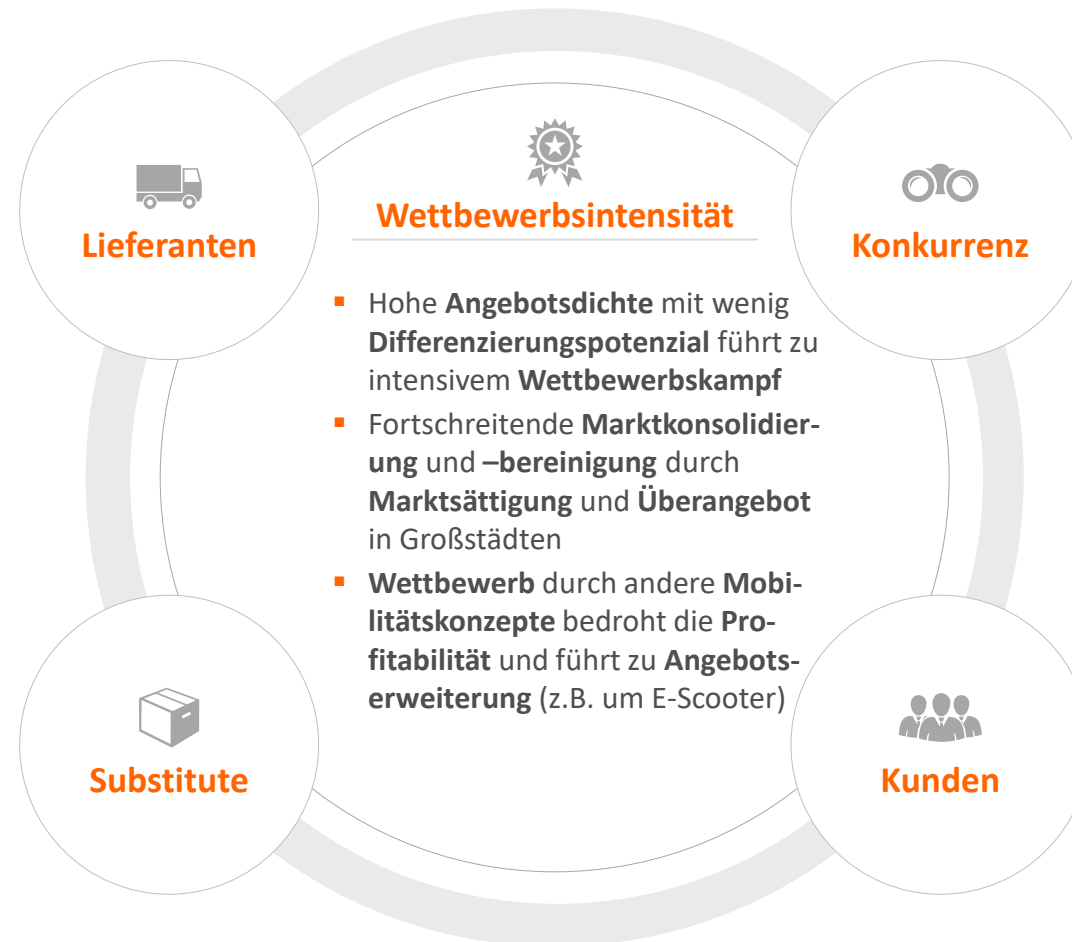 Lieferanten
Wettbewerbsintensität
Konkurrenz
▪ Hohe Angebotsdichte mit wenig
Differenzierungspotenzial führt zu
intensivem Wettbewerbskampf
▪ Fortschreitende Marktkonsolidier-
ung und –bereinigung durch
Marktsättigung und Überangebot
in Großstädten
▪ Wettbewerb durch andere Mobi-
litätskonzepte bedroht die Pro-
fitabilität und führt zu Angebots-
erweiterung (z.B. um E-Scooter)
Substitute
Kunden